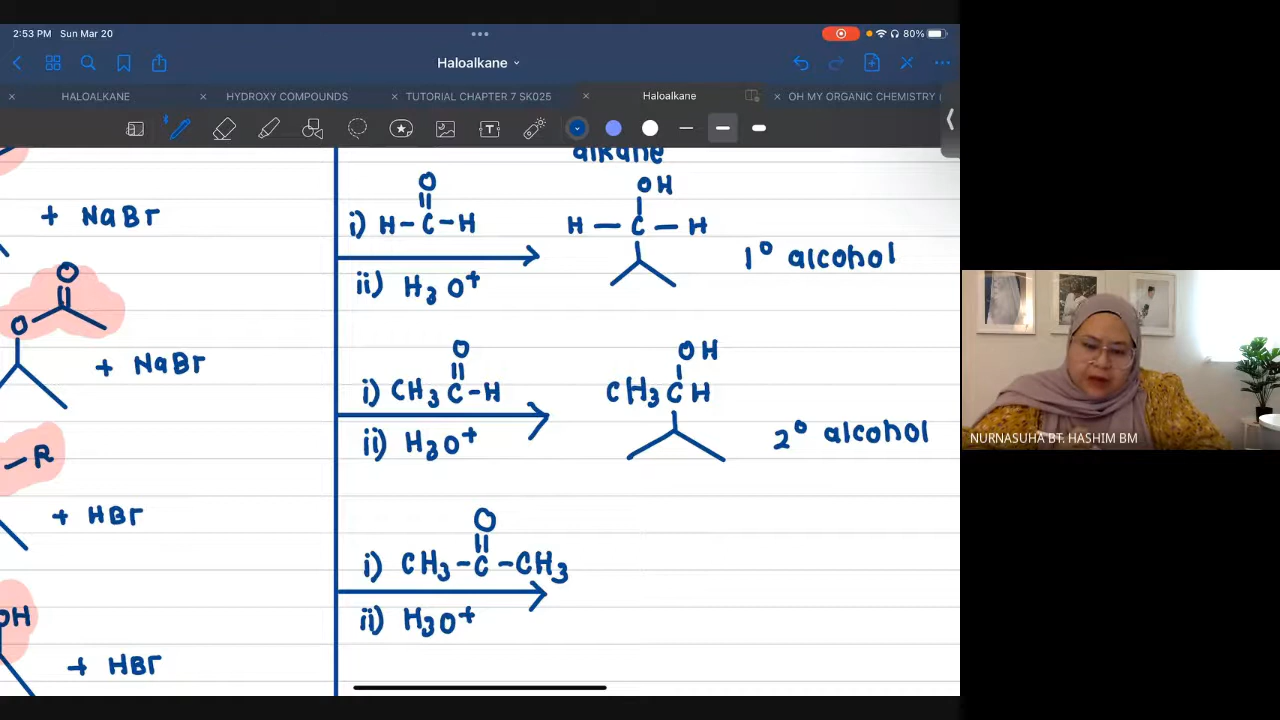 2:53 PM Sun Mar 20
80%
Haloalkane
HALOALKANE
HYDROXY COMPOUNDS
TUTORIAL CHAPTER 7 SK025
Haloalkane
OH MY ORGANIC CHEMISTRY (
alkane
+ NaBr
O
O
+ NaBr
– R
+ HBr
OH
+ HBr
O
i) H – C – H
ii) H3O+
OH
H – C – H
1° alcohol
O
i) CH3 C – H
ii) H3O+
OH
CH3 C H
2° alcohol
O
i) CH3 – C – CH3
ii) H3O+
NURNASUHA BT. HASHIM BM